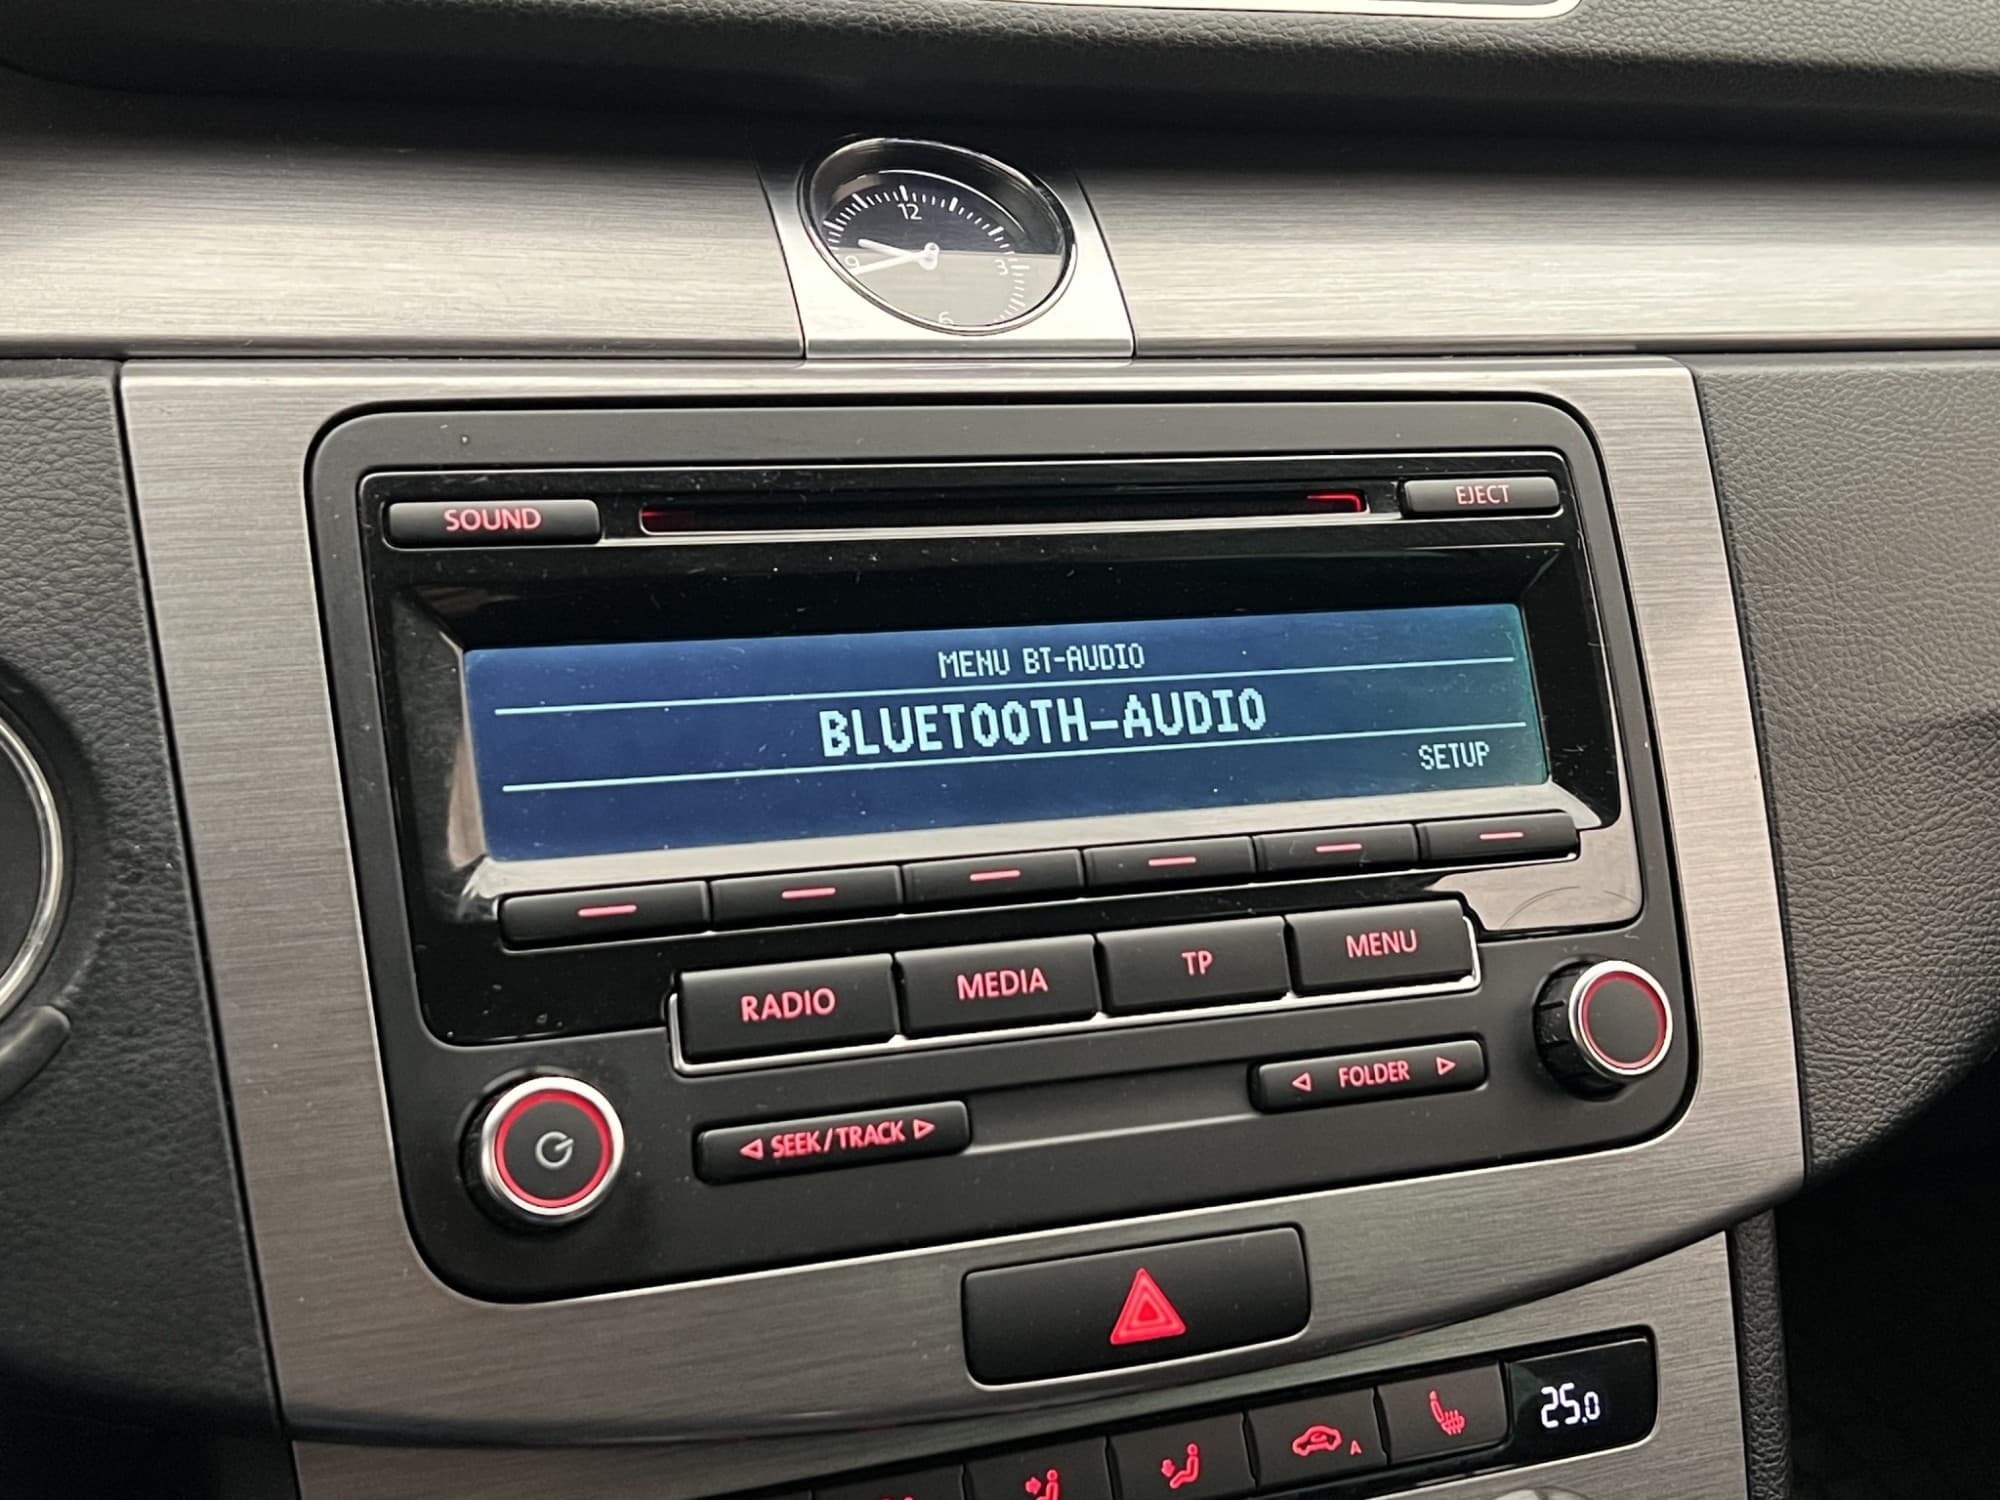 12
9
3
6
SOUND
EJECT
MENU BT-AUDIO
BLUETOOTH-AUDIO
SETUP
RADIO
MEDIA
TP
MENU
SEEK/TRACK
FOLDER
A
25.0